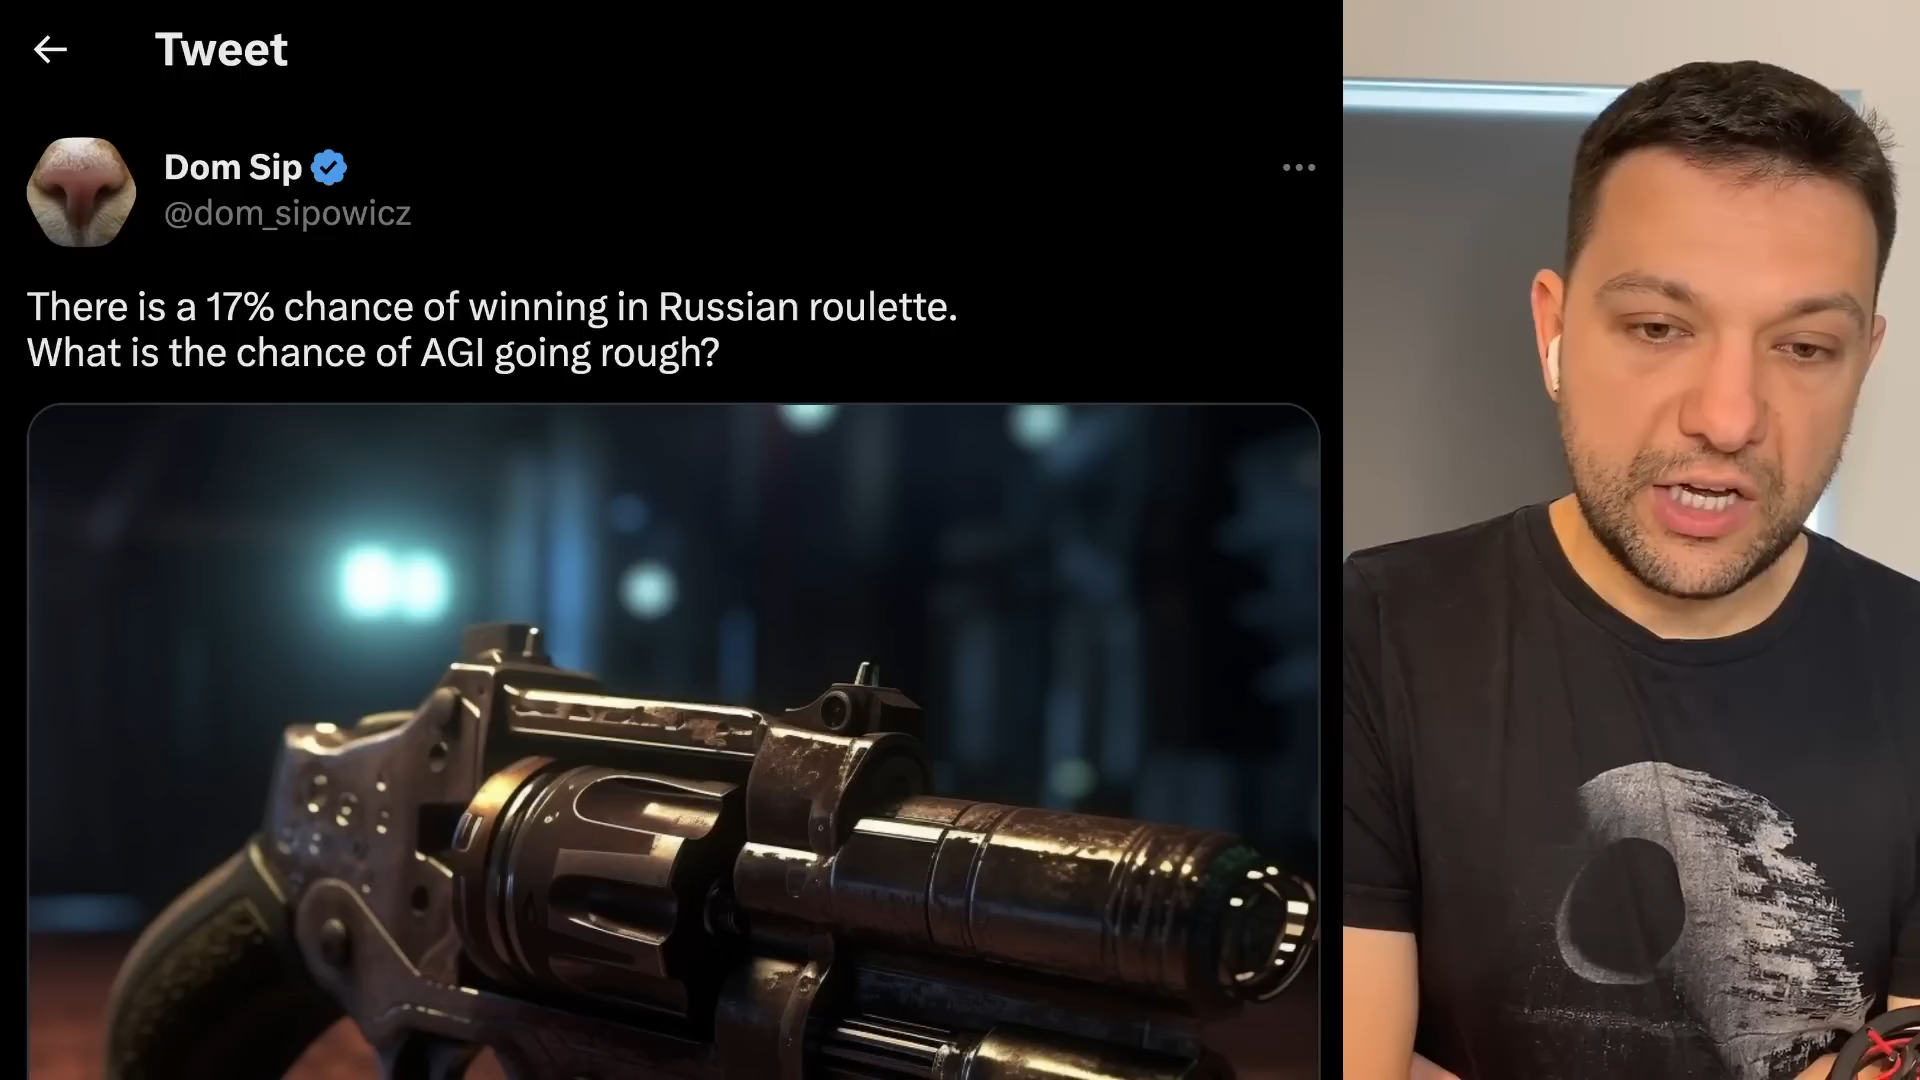 Tweet
Dom Sip
@dom_sipowicz
There is a 17% chance of winning in Russian roulette.
What is the chance of AGI going rough?